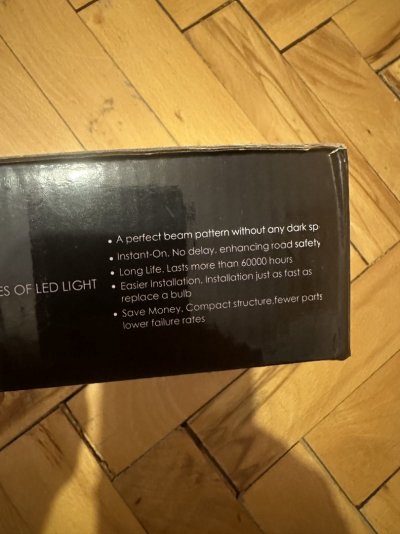 ES OF LED LIGHT
• A perfect beam pattern without any dark sp
• Instant-On. No delay, enhancing road safety
• Long Life. Lasts more than 60000 hours
• Easier Installation. Installation just as fast as
replace a bulb
• Save Money. Compact structure,fewer parts
lower failure rates